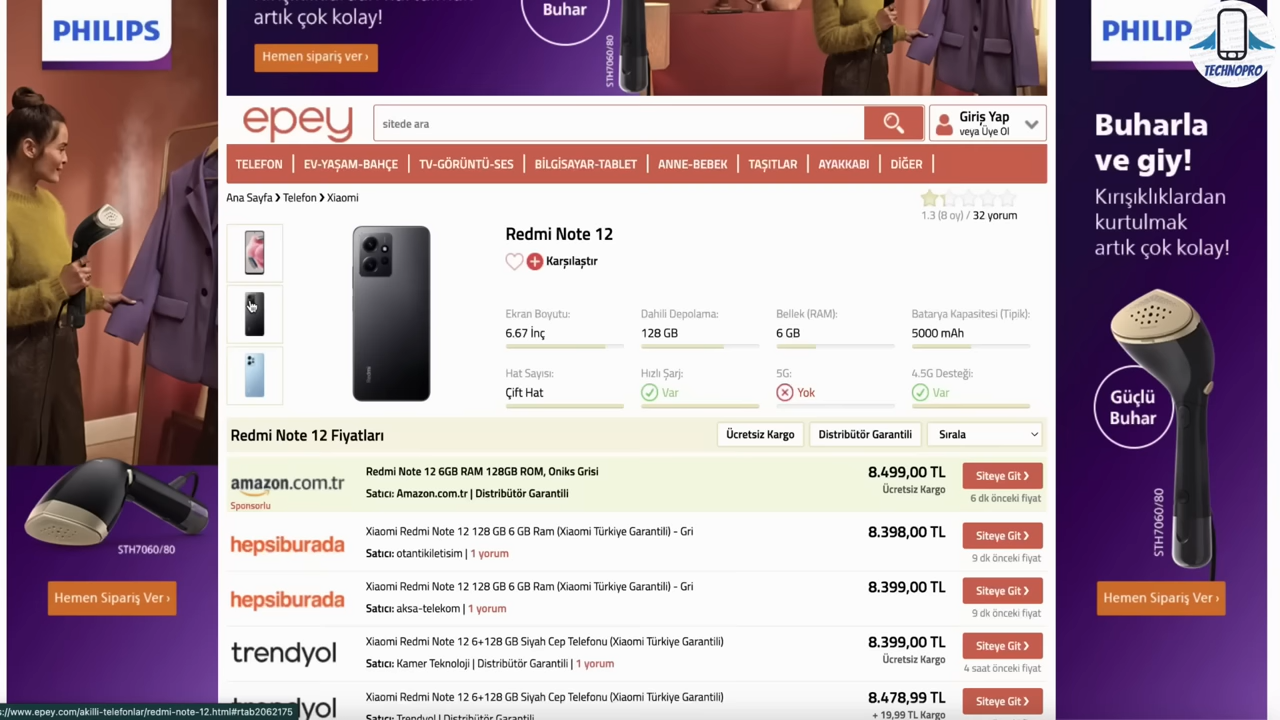 PHILIPS
Kırışıklıklardan kurtulmak
artık çok kolay!
Hemen sipariş ver ›
Buhar
STH7060/80
PHILIP
TECHNOPRO
epey
sitede ara
Giriş Yap
veya Üye Ol
TELEFON
EV-YAŞAM-BAHÇE
TV-GÖRÜNTÜ-SES
BİLGİSAYAR-TABLET
ANNE-BEBEK
TAŞITLAR
AYAKKABI
DİĞER
Ana Sayfa ❯ Telefon ❯ Xiaomi
1.3 (8 oy) / 32 yorum
Redmi Note 12
Karşılaştır
Ekran Boyutu:
6.67 İnç
Dahili Depolama:
128 GB
Bellek (RAM):
6 GB
Batarya Kapasitesi (Tipik):
5000 mAh
Hat Sayısı:
Çift Hat
Hızlı Şarj:
Var
5G:
Yok
4.5G Desteği:
Var
Redmi Note 12 Fiyatları
Ücretsiz Kargo
Distribütör Garantili
Sırala
amazon.com.tr
Sponsorlu
Redmi Note 12 6GB RAM 128GB ROM, Oniks Grisi
Satıcı: Amazon.com.tr | Distribütör Garantili
8.499,00 TL
Ücretsiz Kargo
Siteye Git ❯
6 dk önceki fiyat
hepsiburada
Xiaomi Redmi Note 12 128 GB 6 GB Ram (Xiaomi Türkiye Garantili) - Gri
Satıcı: otantikiletisim | 1 yorum
8.398,00 TL
Siteye Git ❯
9 dk önceki fiyat
hepsiburada
Xiaomi Redmi Note 12 128 GB 6 GB Ram (Xiaomi Türkiye Garantili) - Gri
Satıcı: aksa-telekom | 1 yorum
8.399,00 TL
Siteye Git ❯
9 dk önceki fiyat
trendyol
Xiaomi Redmi Note 12 6+128 GB Siyah Cep Telefonu (Xiaomi Türkiye Garantili)
Satıcı: Kamer Teknoloji | Distribütör Garantili | 1 yorum
8.399,00 TL
Ücretsiz Kargo
Siteye Git ❯
4 saat önceki fiyat
trendyol
Xiaomi Redmi Note 12 6+128 GB Siyah Cep Telefonu (Xiaomi Türkiye Garantili)
Satıcı: Trendyol | Distribütör Garantili
8.478,99 TL
+ 19,99 TL Kargo
Siteye Git ❯
STH7060/80
Hemen Sipariş Ver ›
Buharla
ve giy!
Kırışıklıklardan
kurtulmak
artık çok kolay!
Güçlü
Buhar
STH7060/80
Hemen Sipariş Ver ›
s://www.epey.com/akilli-telefonlar/redmi-note-12.html#rtab2062175